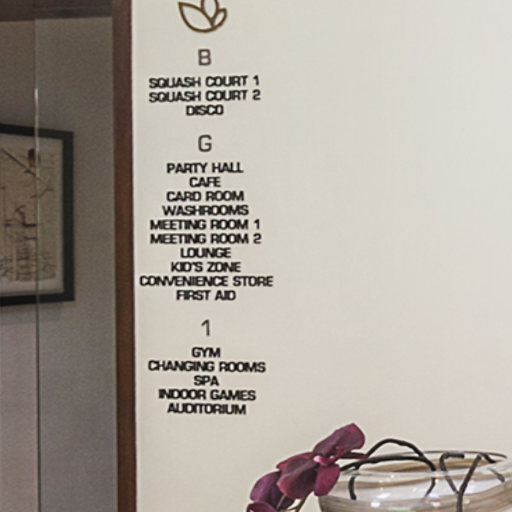 B
SQUASH COURT 1
SQUASH COURT 2
DISCO
G
PARTY HALL
CAFE
CARD ROOM
WASHROOMS
MEETING ROOM 1
MEETING ROOM 2
LOUNGE
KID'S ZONE
CONVENIENCE STORE
FIRST AID
1
GYM
CHANGING ROOMS
SPA
INDOOR GAMES
AUDITORIUM